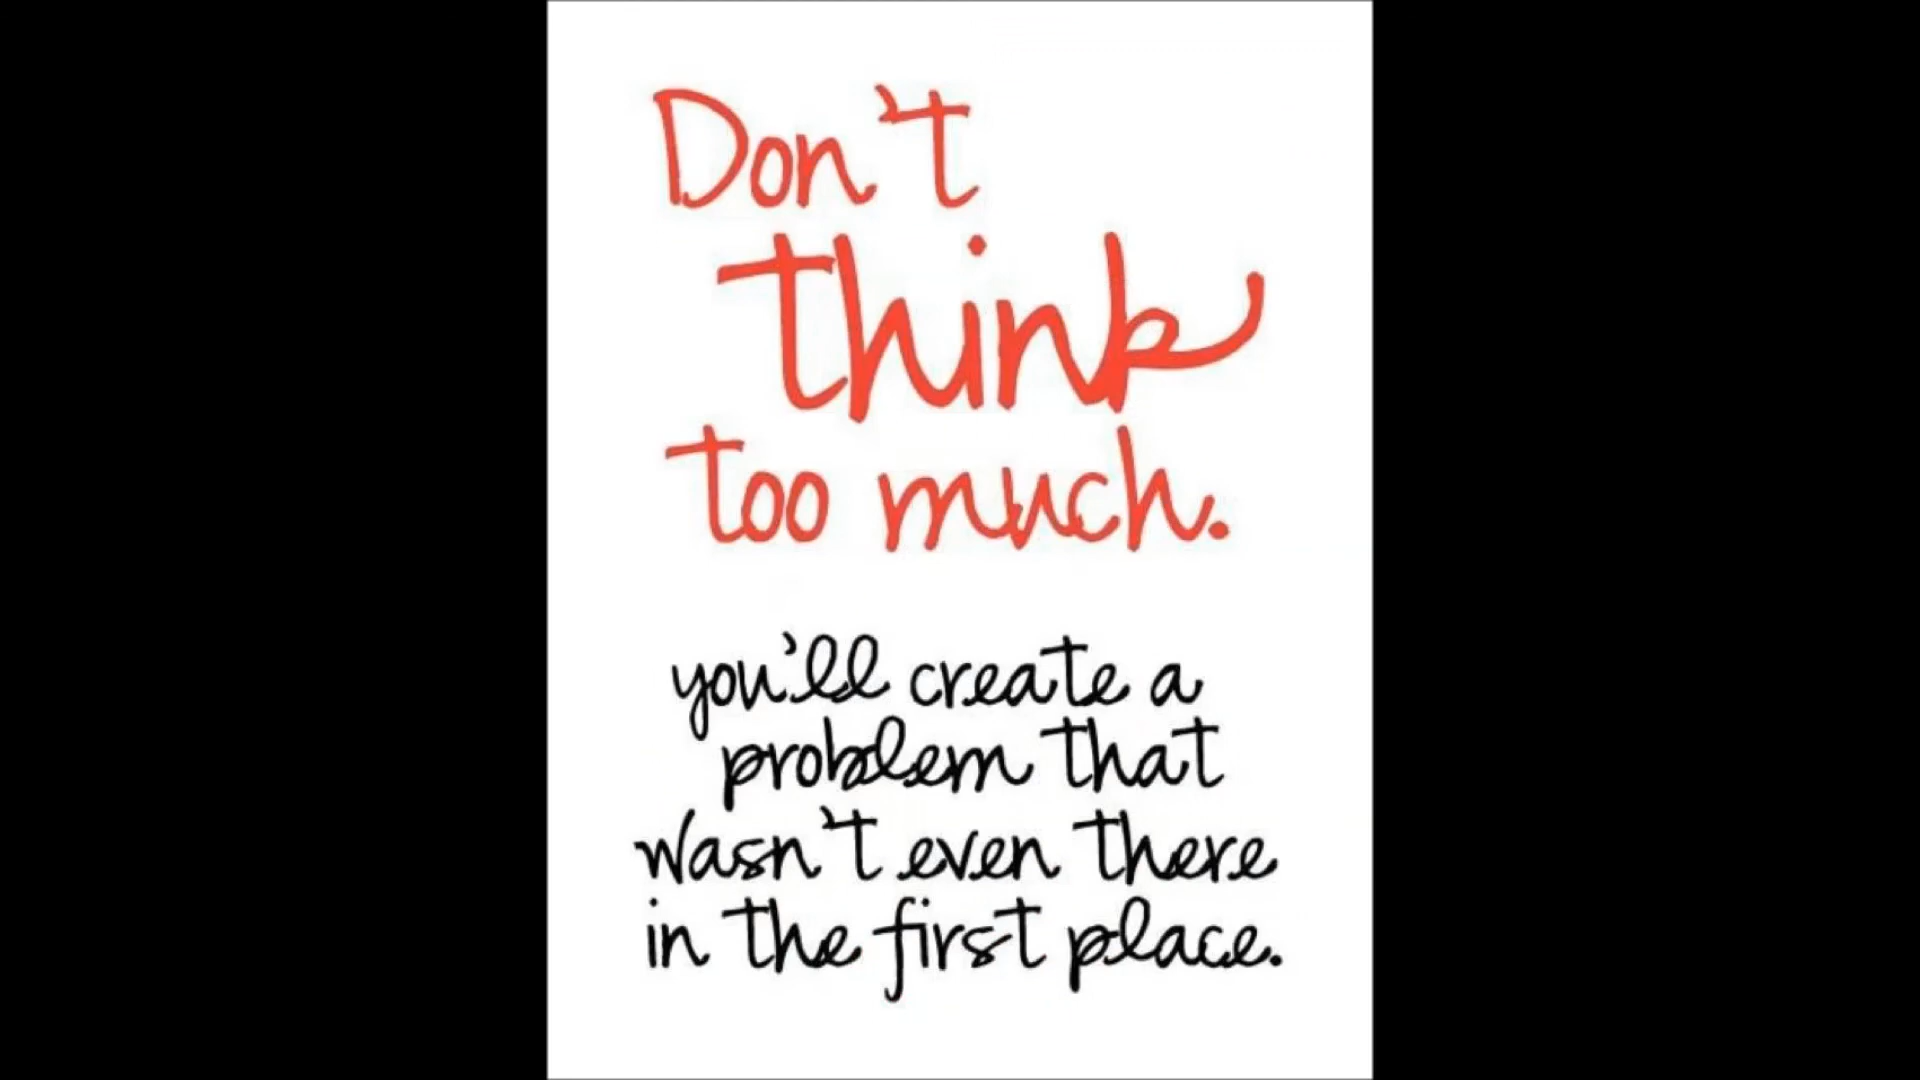 Don't
think
too much.
you'll create a
problem that
wasn't even there
in the first place.